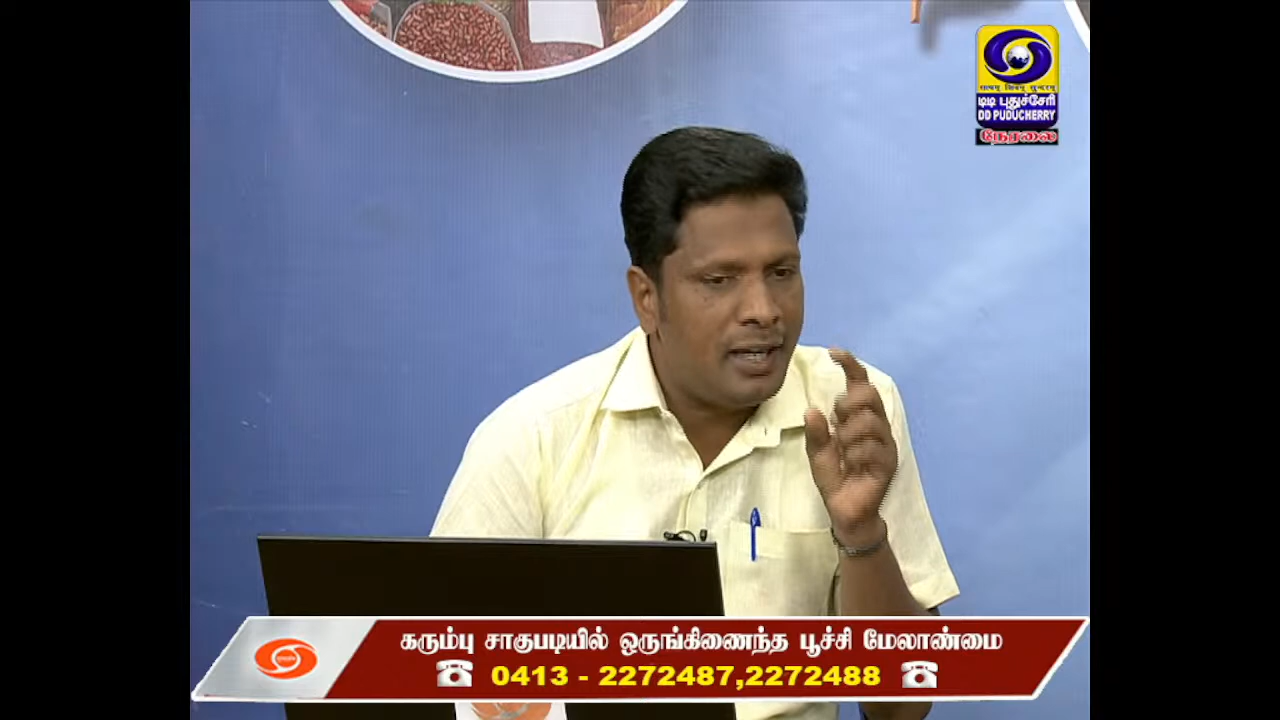 டிடி புதுச்சேரி
DD PUDUCHERRY
நேரலை
கரும்பு சாகுபடியில் ஒருங்கிணைந்த பூச்சி மேலாண்மை
0413 - 2272487,2272488